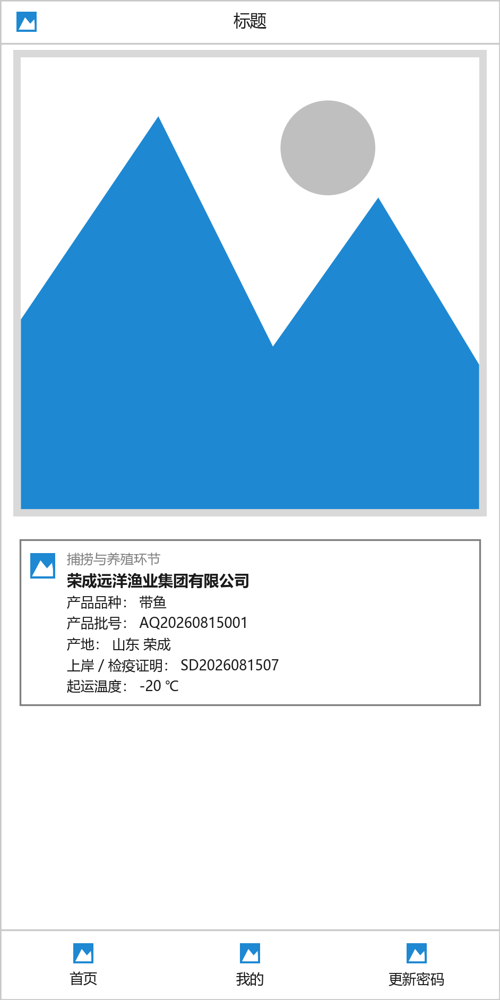 标题
捕捞与养殖环节
荣成远洋渔业集团有限公司
产品品种： 带鱼
产品批号： AQ20260815001
产地： 山东 荣成
上岸 / 检疫证明： SD2026081507
起运温度： -20 ℃
首页
我的
更新密码